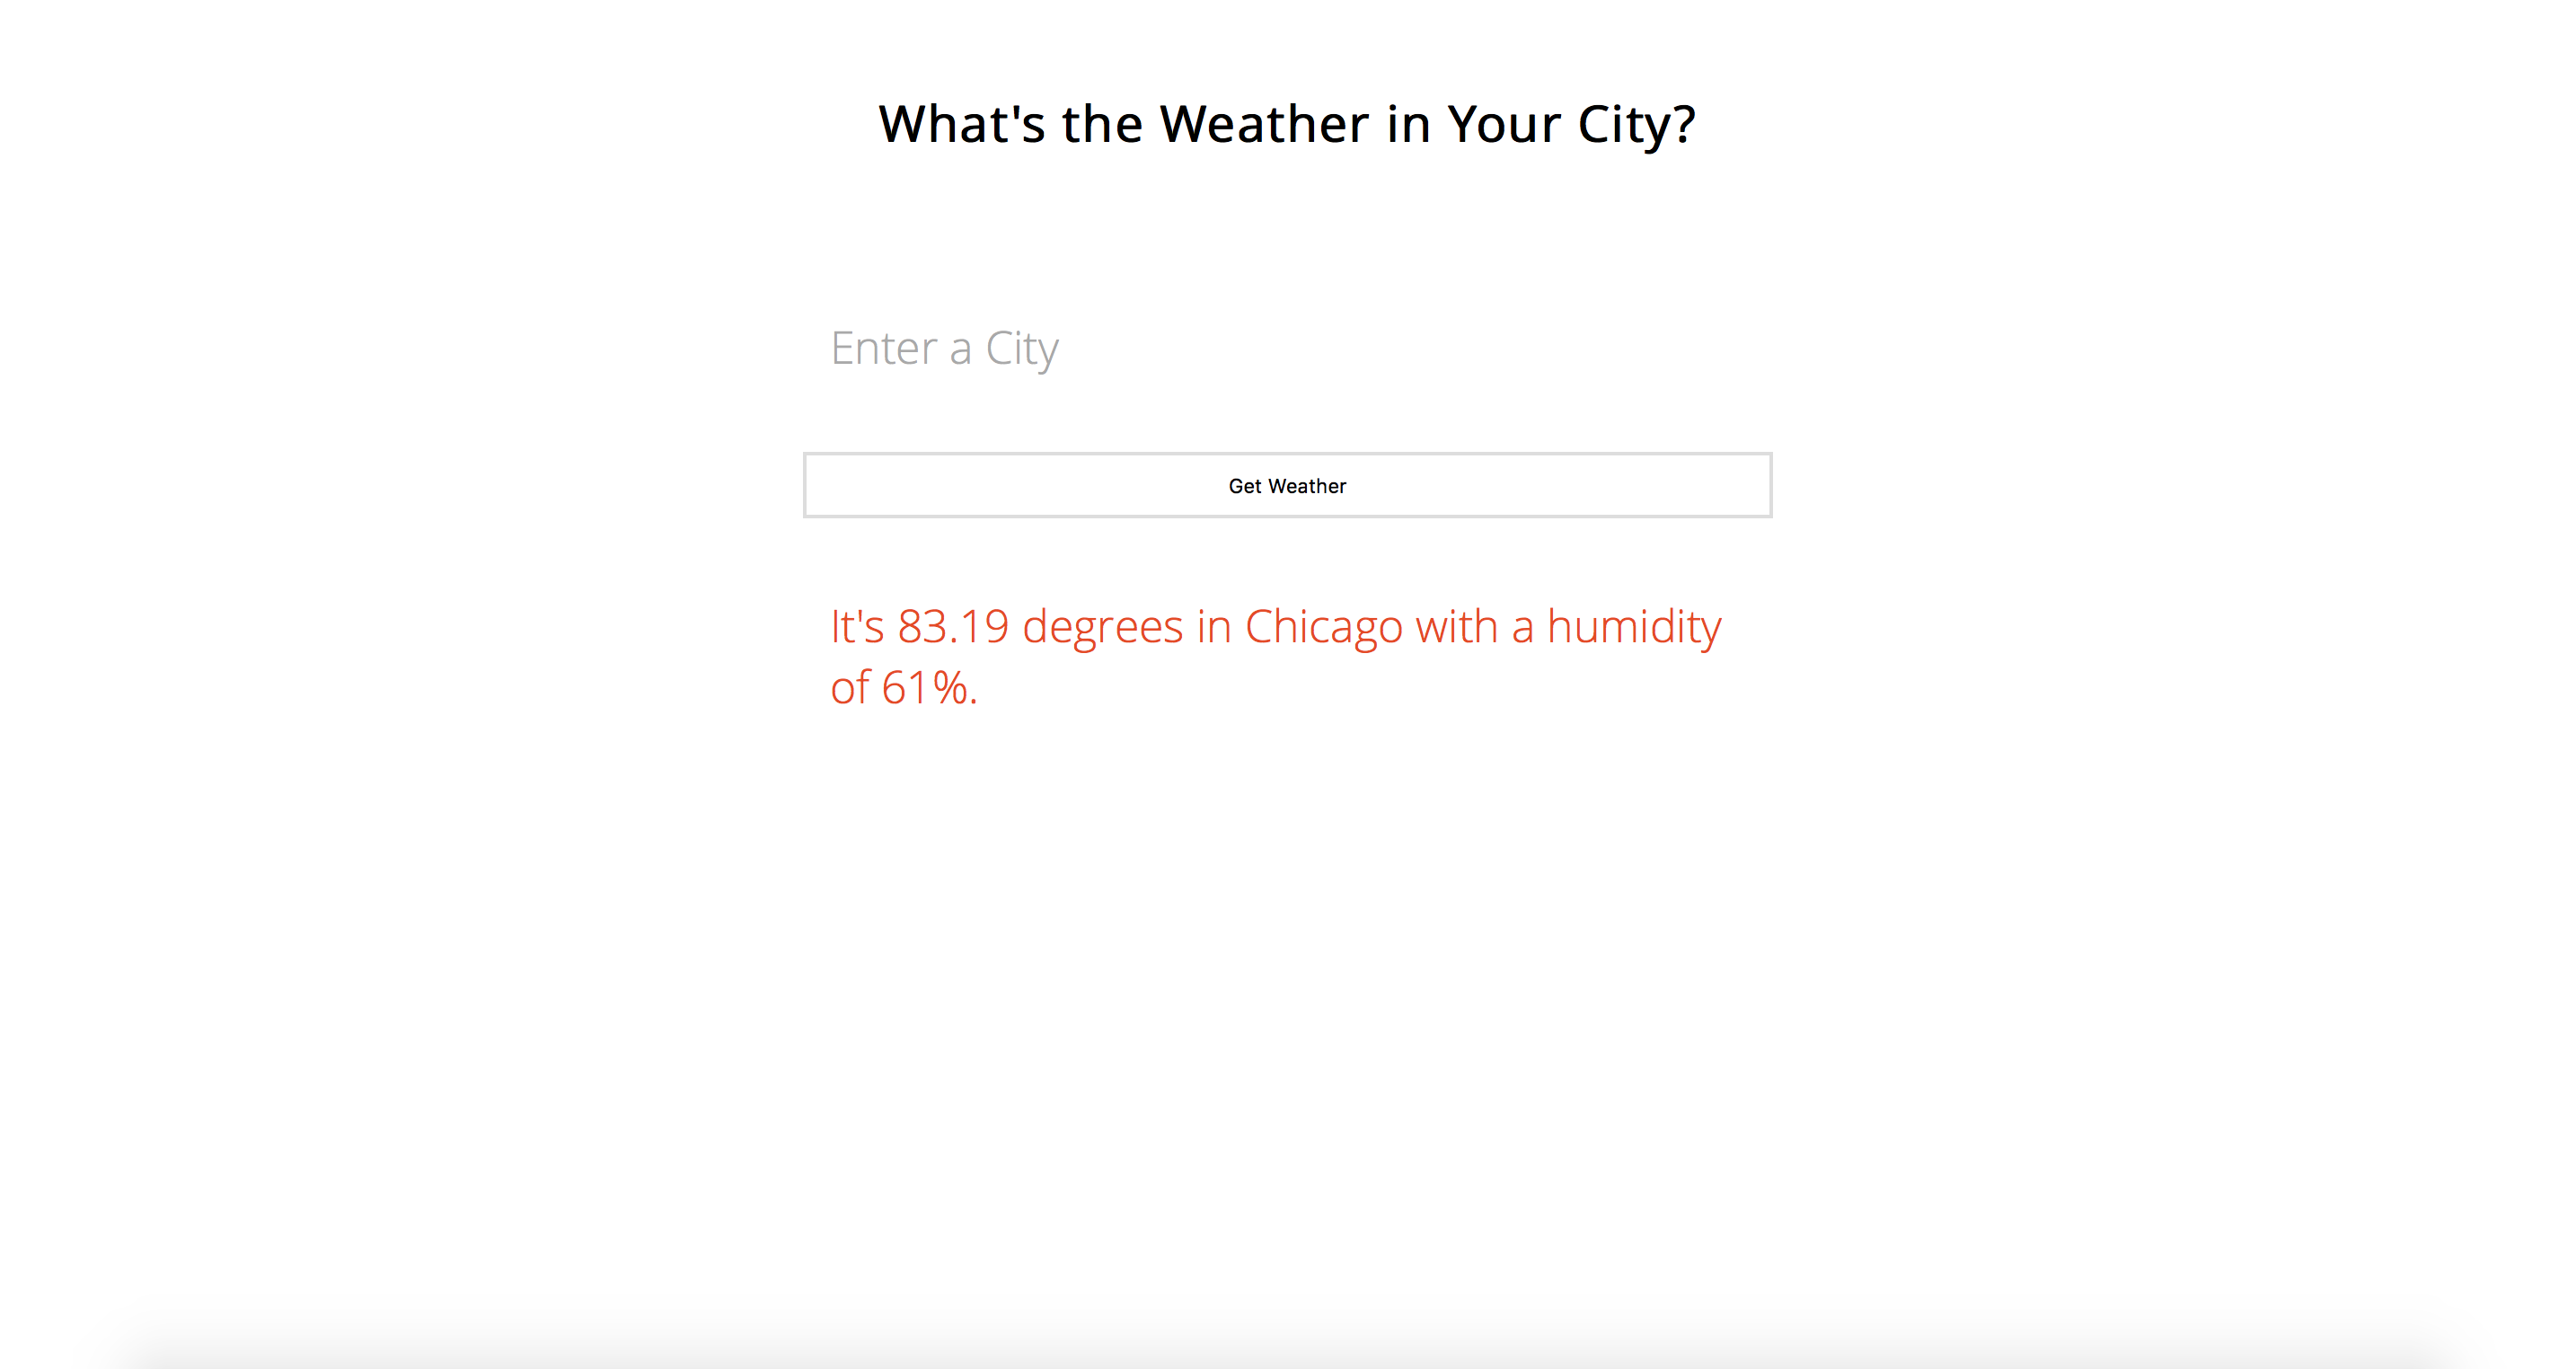 What's the Weather in Your City?
Enter a City
Get Weather
It's 83.19 degrees in Chicago with a humidity
of 61%.